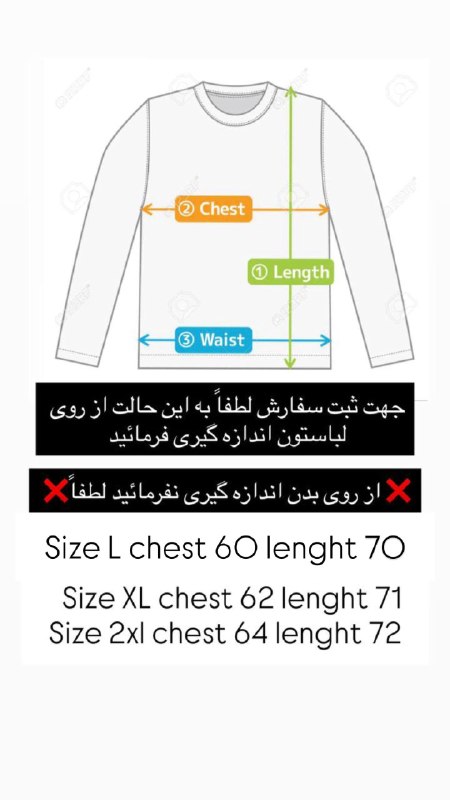 ① Length
② Chest
③ Waist
جهت ثبت سفارش لطفاً به این حالت از روی
لباستون اندازه گیری فرمائید
❌از روی بدن اندازه گیری نفرمائید لطفاً❌
Size L chest 60 lenght 70
Size XL chest 62 lenght 71
Size 2xl chest 64 lenght 72